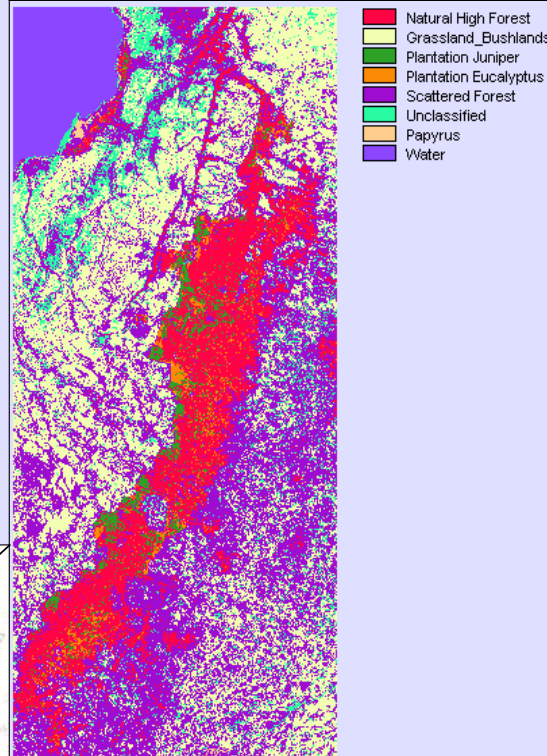 Natural High Forest
Grassland_Bushlands
Plantation Juniper
Plantation Eucalyptus
Scattered Forest
Unclassified
Papyrus
Water